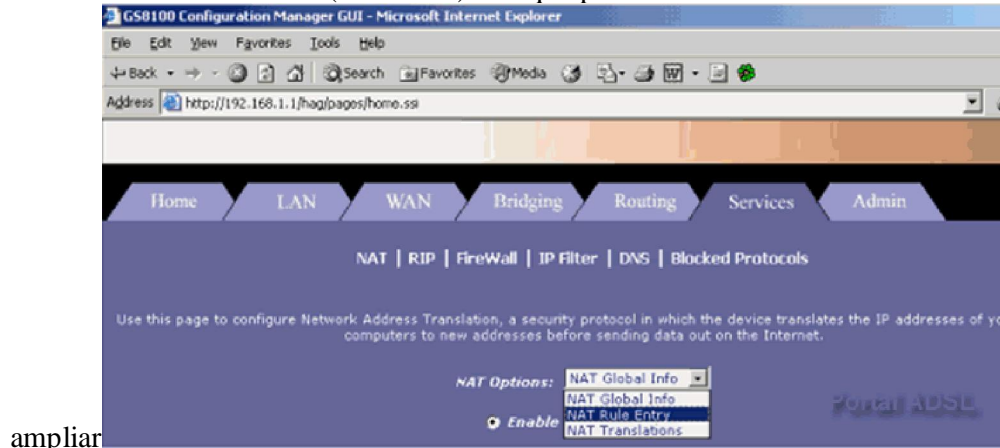 GS8100 Configuration Manager GUI - Microsoft Internet Explorer
File Edit View Favorites Tools Help
Back Search Favorites Media
Address http://192.168.1.1/hag/pages/home.ssi
Home LAN WAN Bridging Routing Services Admin
NAT | RIP | FireWall | IP Filter | DNS | Blocked Protocols
Use this page to configure Network Address Translation, a security protocol in which the device translates the IP addresses of
computers to new addresses before sending data out on the Internet.
NAT Options: NAT Global Info
NAT Global Info
NAT Rule Entry
Enable
NAT Translations
Portal ADSL
ampliar